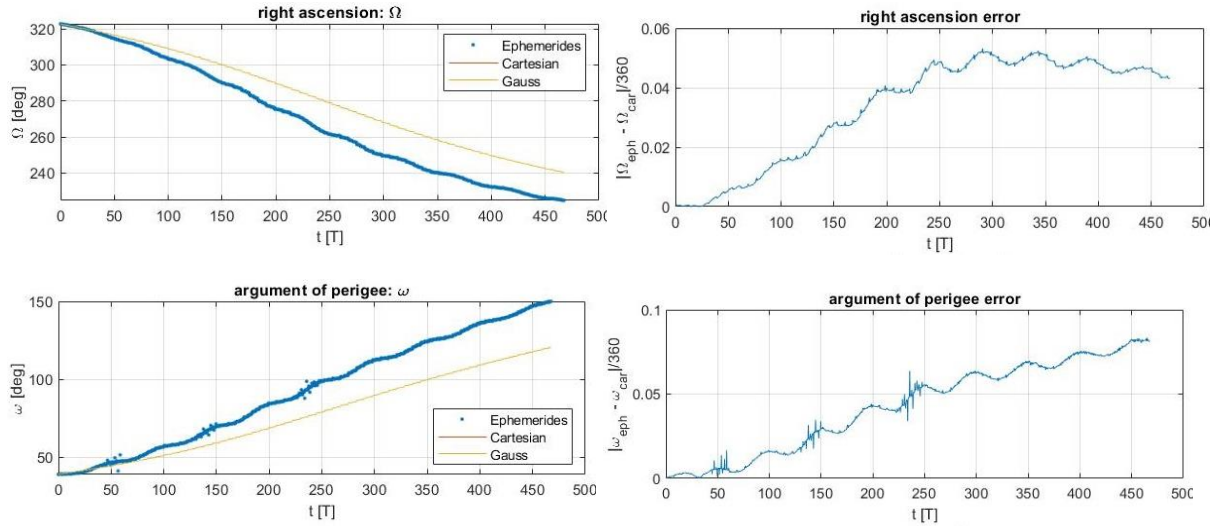 right ascension: Ω
Ω [deg]
320
300
280
260
240
Ephemerides
Cartesian
Gauss
0 50 100 150 200 250 300 350 400 450 500
t [T]
right ascension error
|Ω_eph - Ω_car|/360
0.06
0.04
0.02
0
0 50 100 150 200 250 300 350 400 450 500
t [T]
argument of perigee: ω
ω [deg]
150
100
50
Ephemerides
Cartesian
Gauss
0 50 100 150 200 250 300 350 400 450 500
t [T]
argument of perigee error
|ω_eph - ω_car|/360
0.1
0.05
0
0 50 100 150 200 250 300 350 400 450 500
t [T]